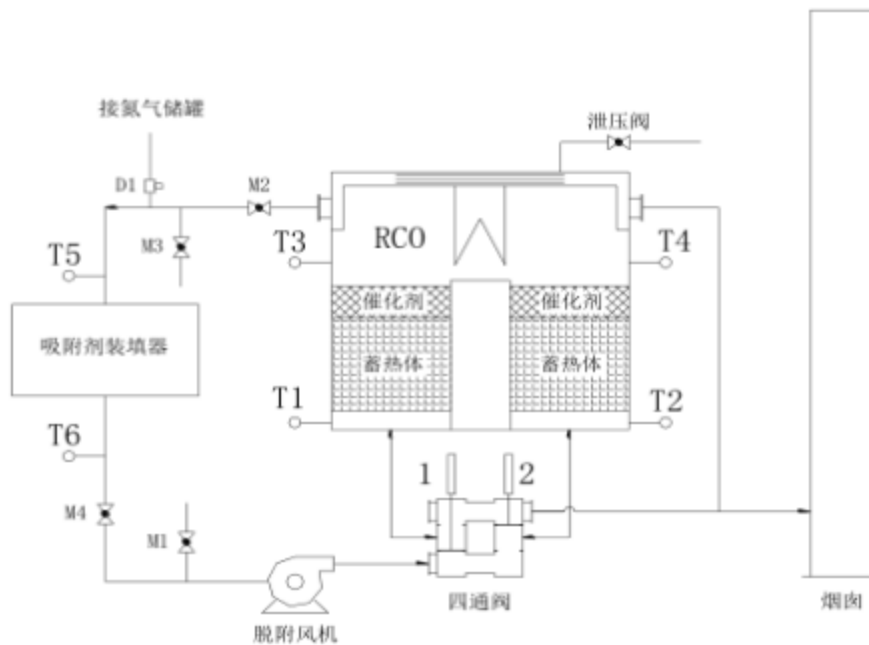 接氮气储罐
泄压阀
D1
M2
T3
RCO
T4
M3
T5
催化剂
催化剂
吸附剂装填器
蓄热体
蓄热体
T1
T2
T6
1
2
M4
M1
四通阀
烟囱
脱附风机